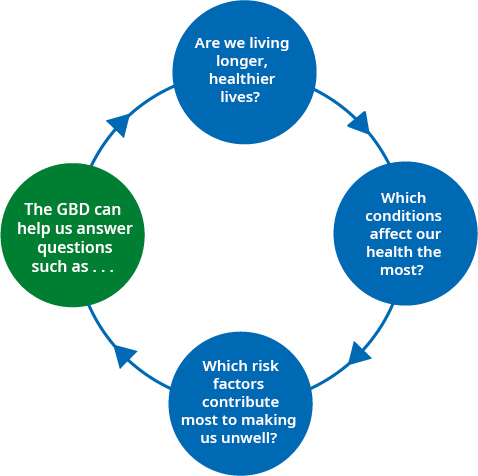 The GBD can
help us answer
questions
such as . . .
Are we living
longer,
healthier
lives?
Which
conditions
affect our
health the
most?
Which risk
factors
contribute
most to making
us unwell?